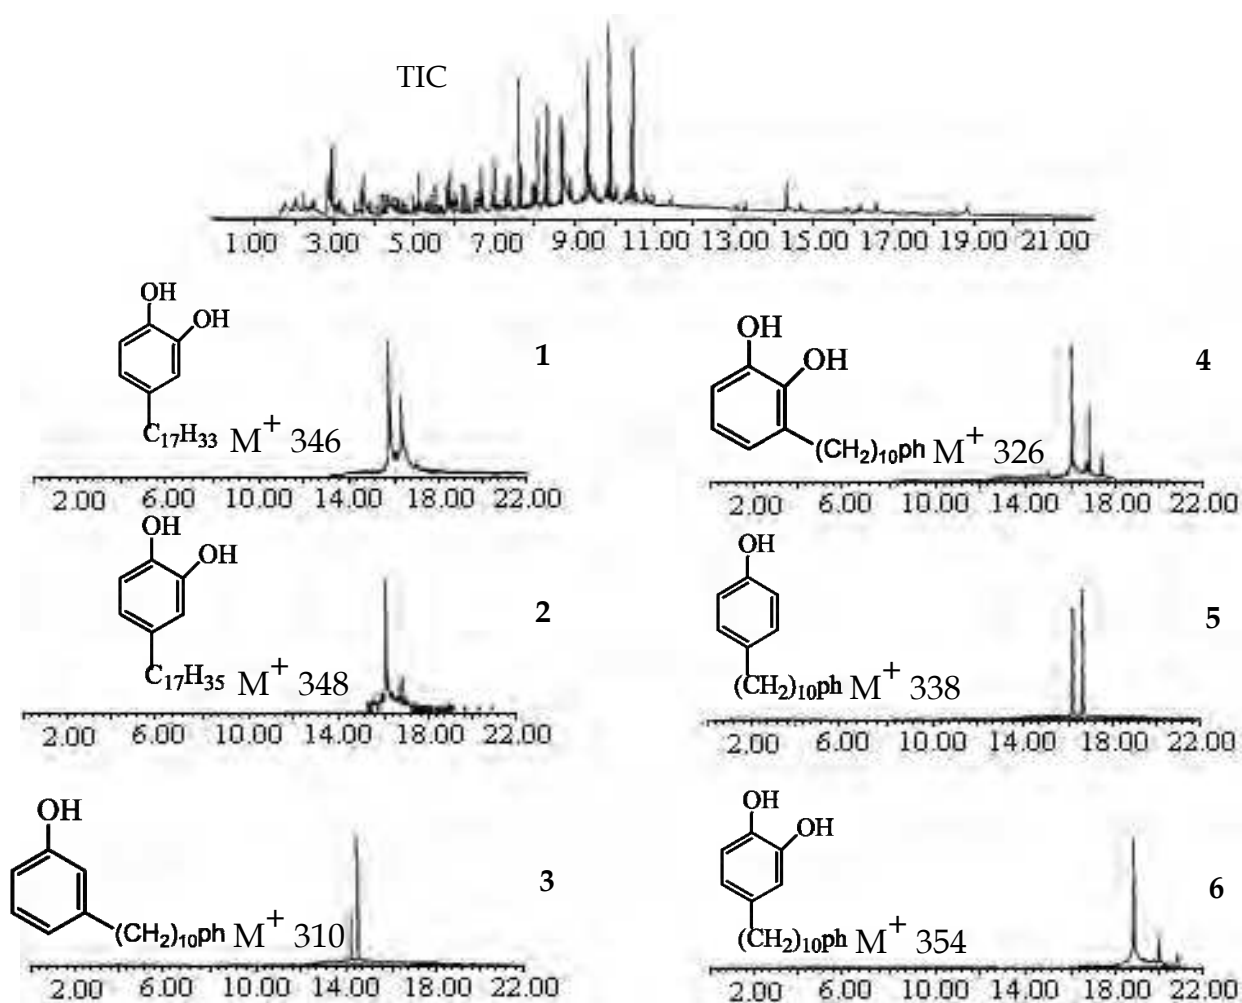 TIC
1.00 3.00 5.00 7.00 9.00 11.00 13.00 15.00 17.00 19.00 21.00
OH
OH
1
C17H33 M+ 346
2.00 6.00 10.00 14.00 18.00 22.00
OH
OH
2
C17H35 M+ 348
2.00 6.00 10.00 14.00 18.00 22.00
OH
3
(CH2)10ph M+ 310
2.00 6.00 10.00 14.00 18.00 22.00
OH
OH
4
(CH2)10ph M+ 326
2.00 6.00 10.00 14.00 18.00 22.00
OH
5
(CH2)10ph M+ 338
2.00 6.00 10.00 14.00 18.00 22.00
OH
OH
6
(CH2)10ph M+ 354
2.00 6.00 10.00 14.00 18.00 22.00